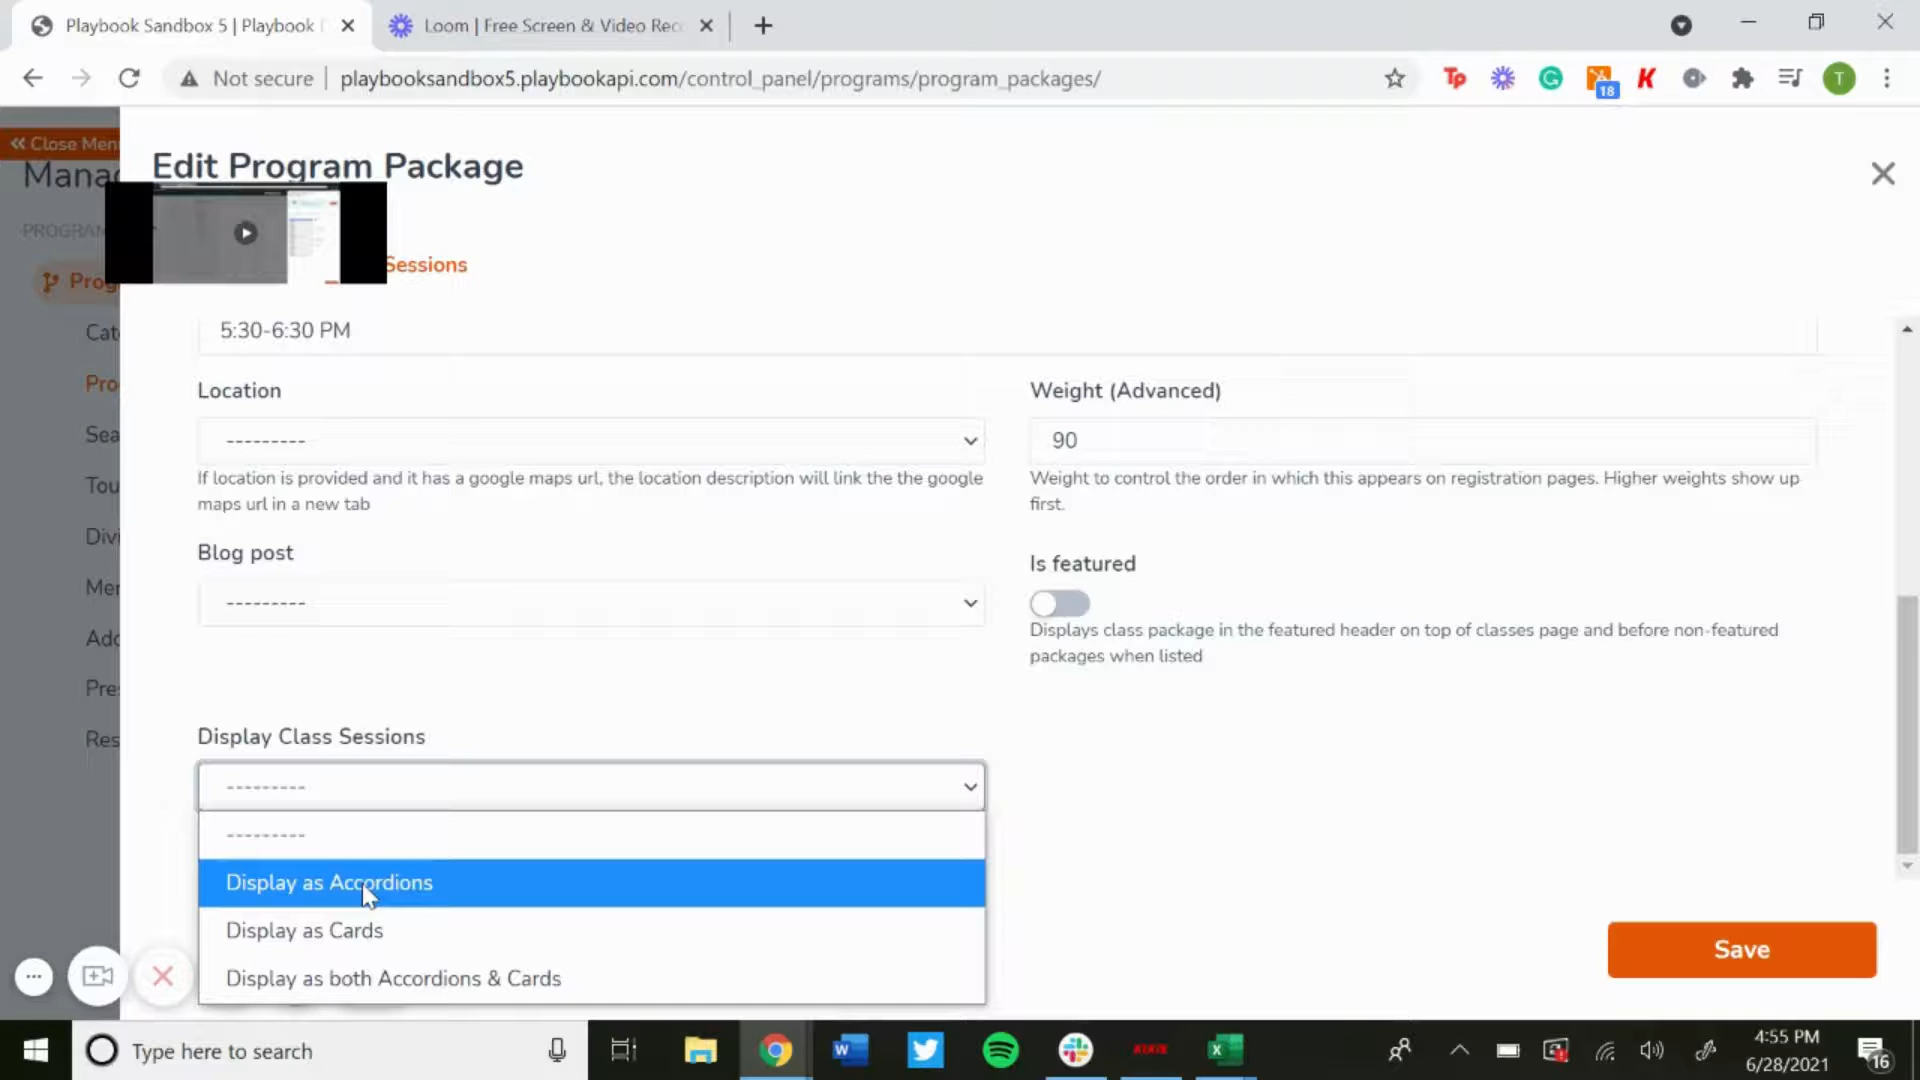 Playbook Sandbox 5 | Playbook
Loom | Free Screen & Video Rec
Not secure
playbooksandbox5.playbookapi.com/control_panel/programs/program_packages/
Tp
18
K
T
Close Menu
Edit Program Package
Mana
PROGRAM
Sessions
Prog
5:30-6:30 PM
Cate
Pro
Sea
Tou
Divi
Mer
Add
Pre
Res
Location
Weight (Advanced)
---------
90
If location is provided and it has a google maps url, the location description will link the the google
maps url in a new tab
Weight to control the order in which this appears on registration pages. Higher weights show up
first.
Blog post
Is featured
---------
Displays class package in the featured header on top of classes page and before non-featured
packages when listed
Display Class Sessions
---------
---------
Display as Accordions
Display as Cards
Display as both Accordions & Cards
Save
Type here to search
4:55 PM
6/28/2021
16